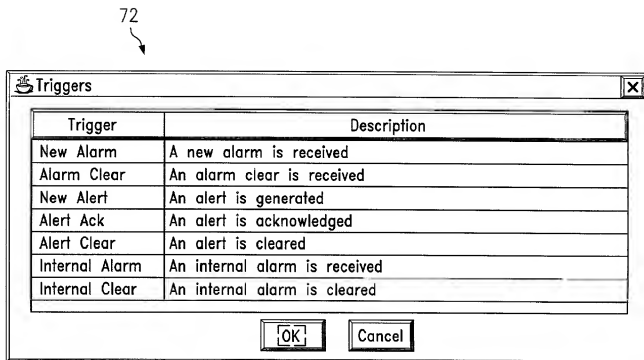 72
Triggers
Trigger Description
New Alarm A new alarm is received
Alarm Clear An alarm clear is received
New Alert An alert is generated
Alert Ack An alert is acknowledged
Alert Clear An alert is cleared
Internal Alarm An internal alarm is received
Internal Clear An internal alarm is cleared
OK Cancel